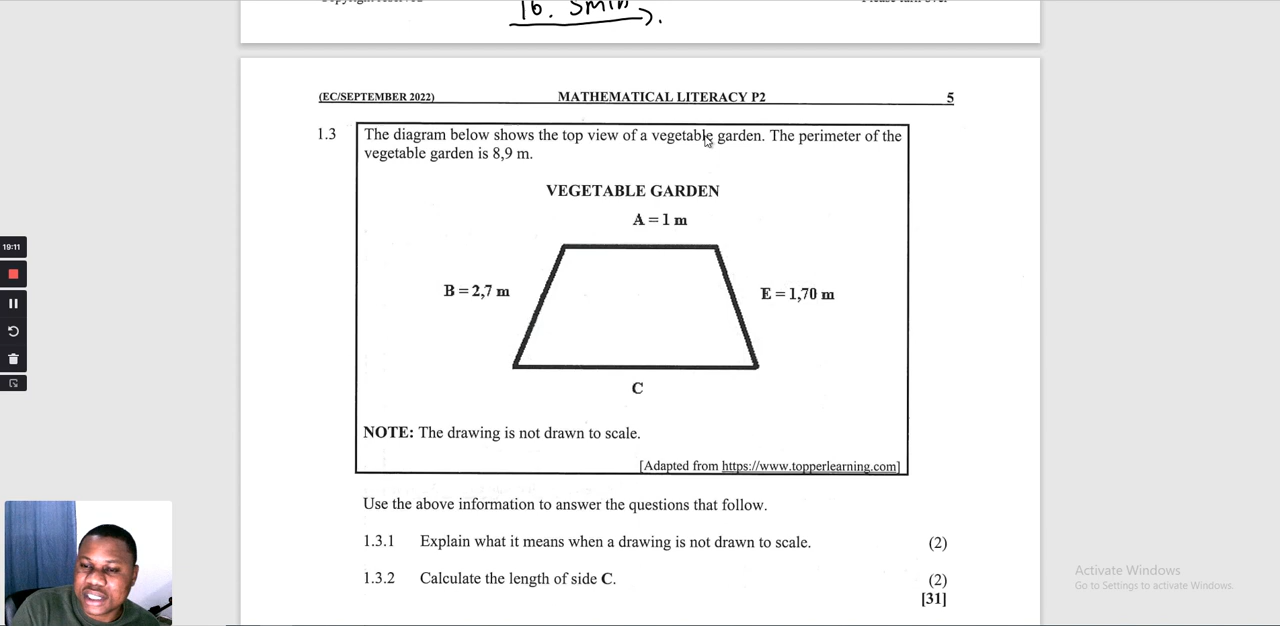 16. 5min
(EC/SEPTEMBER 2022) MATHEMATICAL LITERACY P2 5
1.3 The diagram below shows the top view of a vegetable garden. The perimeter of the
vegetable garden is 8,9 m.
VEGETABLE GARDEN
A = 1 m
B = 2,7 m
E = 1,70 m
C
NOTE: The drawing is not drawn to scale.
[Adapted from https://www.topperlearning.com]
Use the above information to answer the questions that follow.
1.3.1 Explain what it means when a drawing is not drawn to scale. (2)
1.3.2 Calculate the length of side C. (2)
[31]
19:11
Activate Windows
Go to Settings to activate Windows.